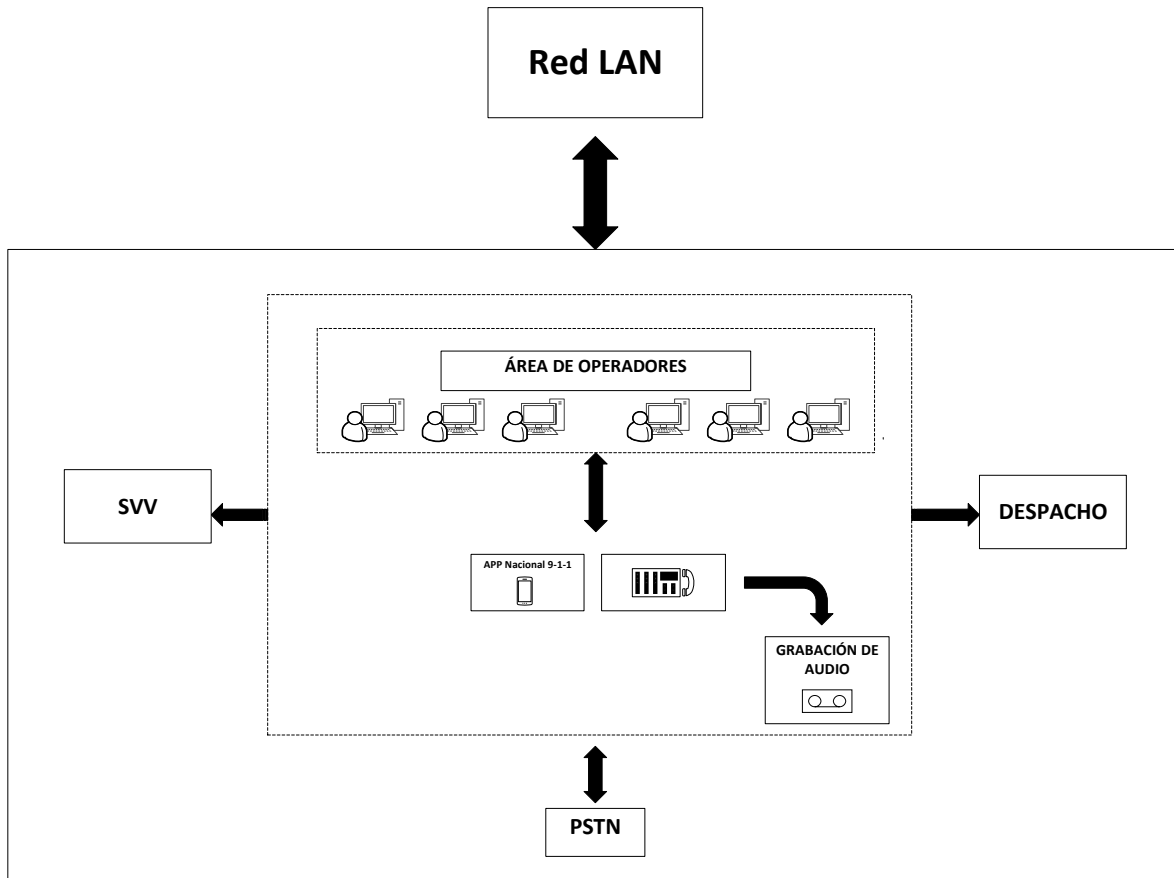 Red LAN
ÁREA DE OPERADORES
SVV
DESPACHO
APP Nacional 9-1-1
GRABACIÓN DE
AUDIO
PSTN